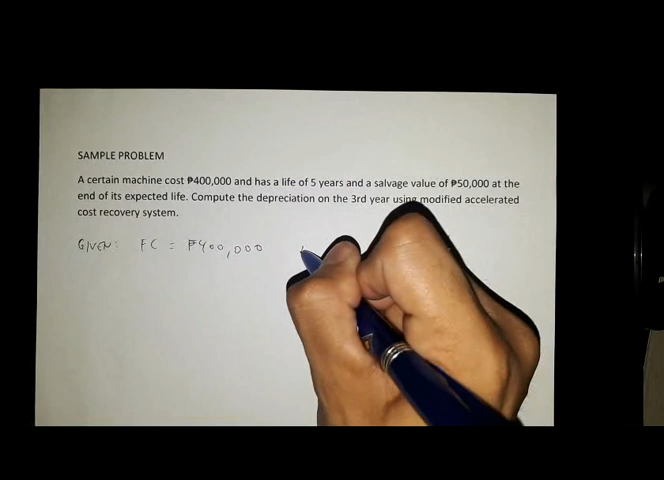 SAMPLE PROBLEM
A certain machine cost ₱400,000 and has a life of 5 years and a salvage value of ₱50,000 at the
end of its expected life. Compute the depreciation on the 3rd year using modified accelerated
cost recovery system.
GIVEN: FC = ₱400,000